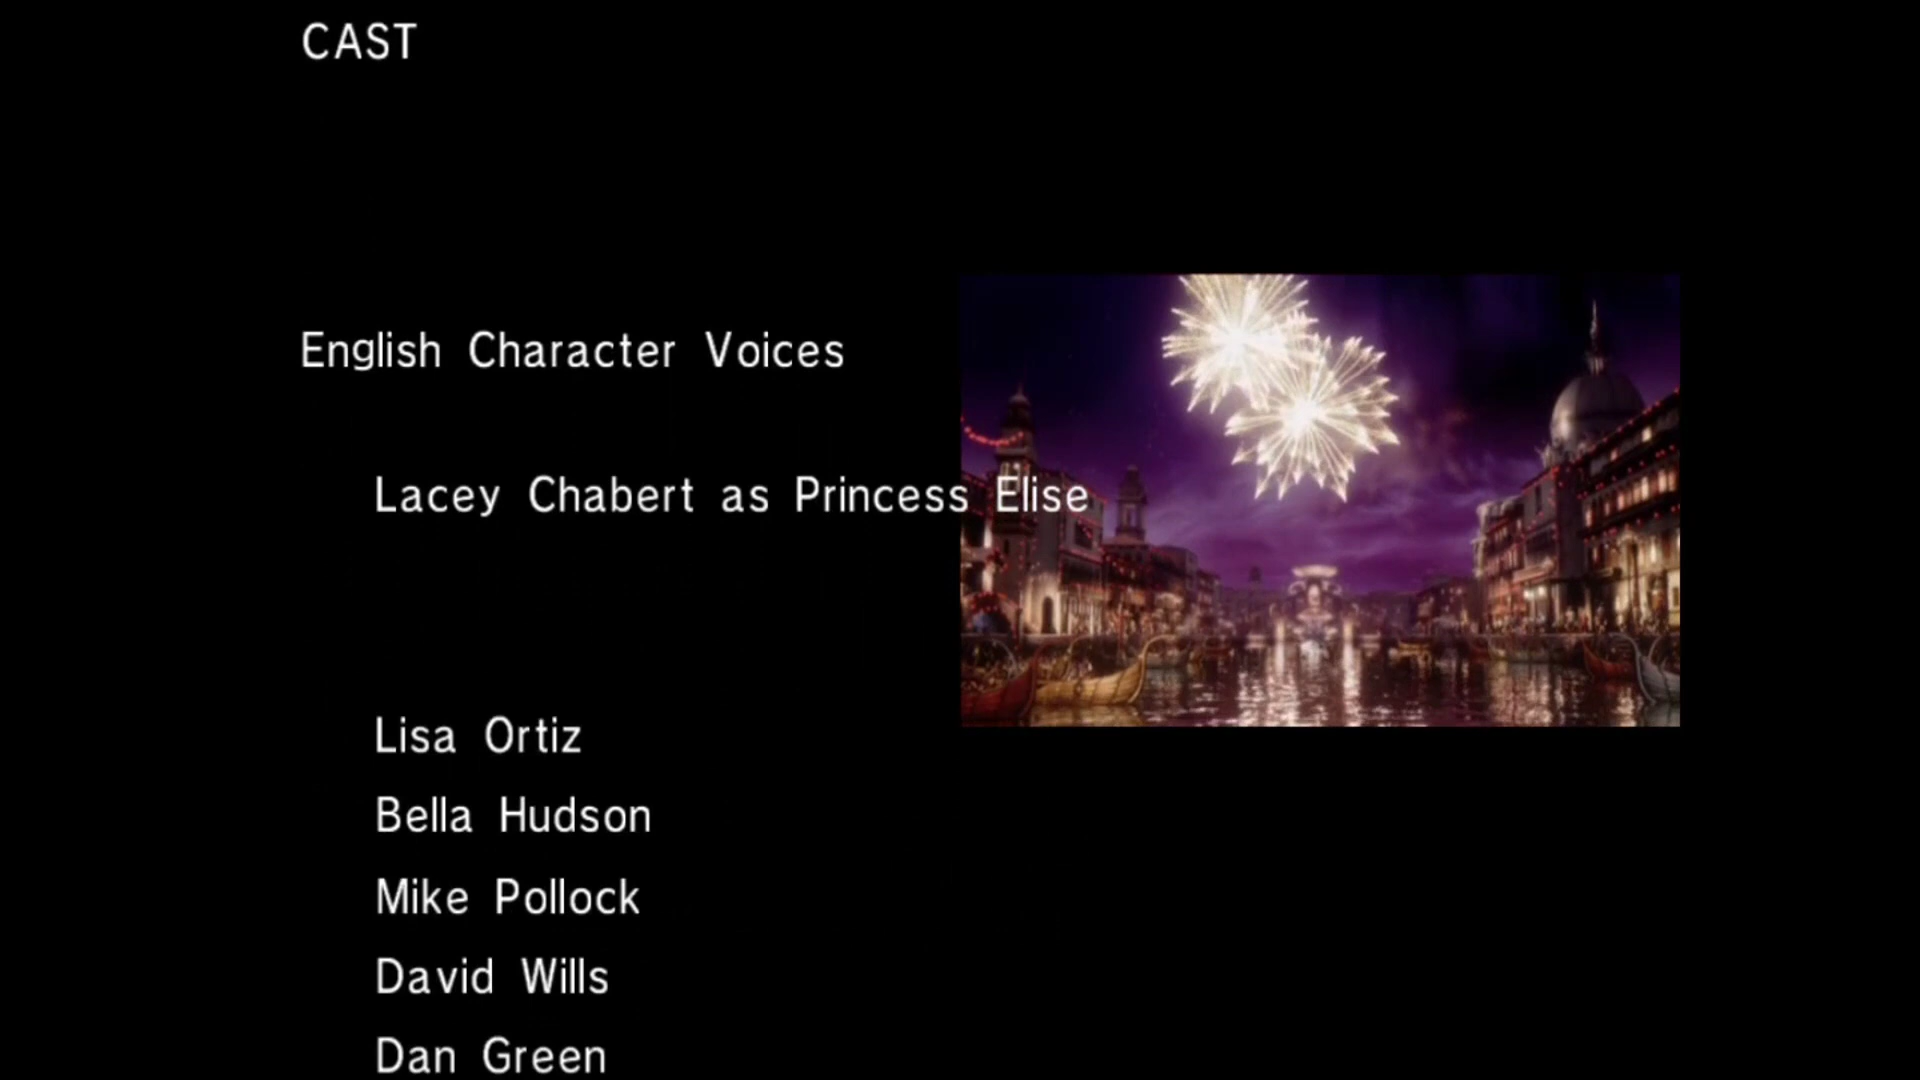 CAST
English Character Voices
Lacey Chabert as Princess Elise
Lisa Ortiz
Bella Hudson
Mike Pollock
David Wills
Dan Green